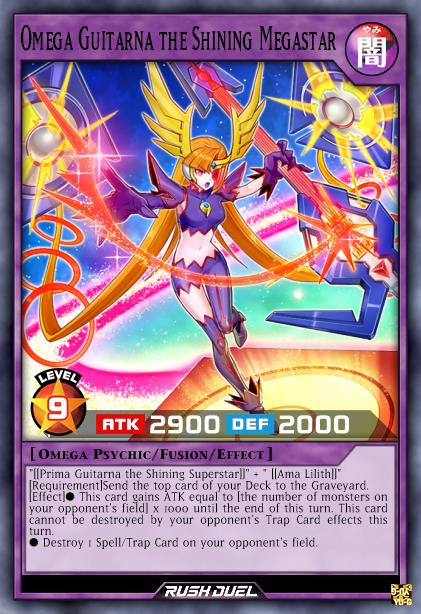 Omega Guitarna the Shining Megastar
やみ
闇
LEVEL
9
ATK 2900 DEF 2000
[ Omega Psychic/Fusion/Effect ]
"[[Prima Guitarna the Shining Superstar]]" + " [[Ama Lilith]]"
[Requirement]Send the top card of your Deck to the Graveyard.
[Effect]● This card gains ATK equal to [the number of monsters on
your opponent's field] x 1000 until the end of this turn. This card
cannot be destroyed by your opponent's Trap Card effects this
turn.
● Destroy 1 Spell/Trap Card on your opponent's field.
RUSH DUEL